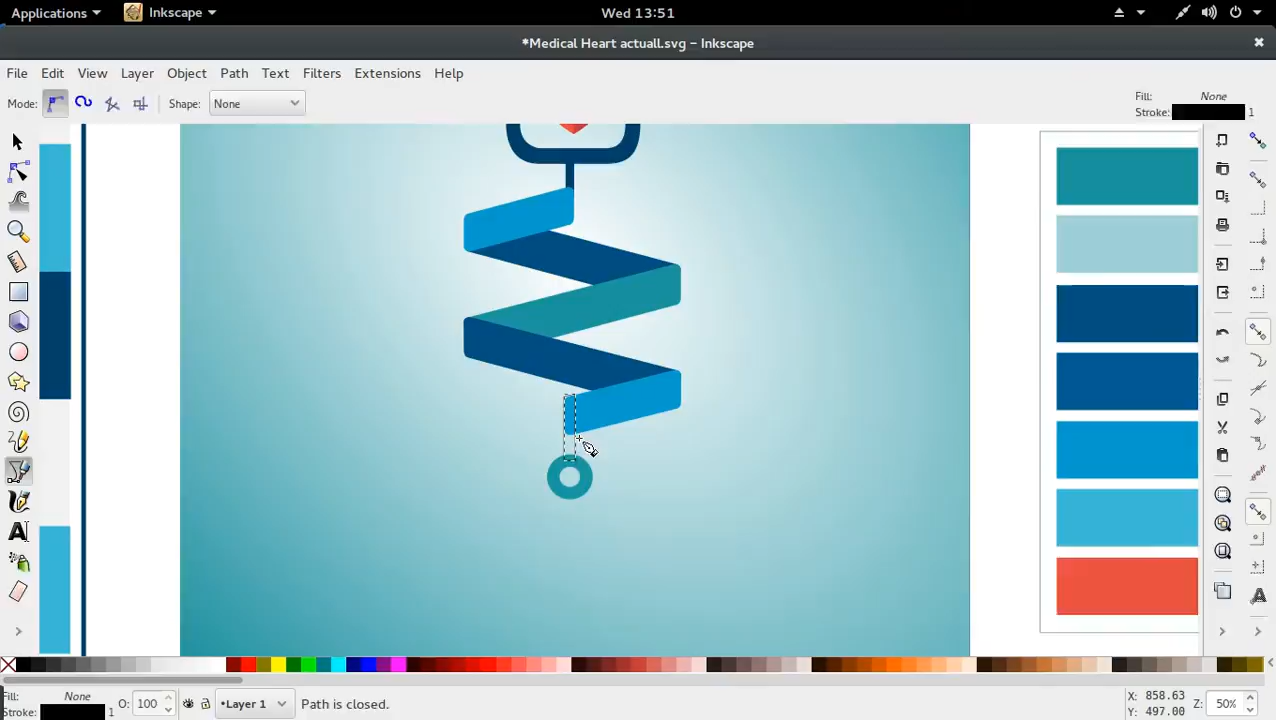 Applications Inkscape Wed 13:51
*Medical Heart actuall.svg – Inkscape
File Edit View Layer Object Path Text Filters Extensions Help
Mode: Shape: None Fill: None
Stroke: 1
Fill: None O: 100 •Layer 1 Path is closed. X: 858.63 Z: 50%
Stroke: 1 Y: 497.00